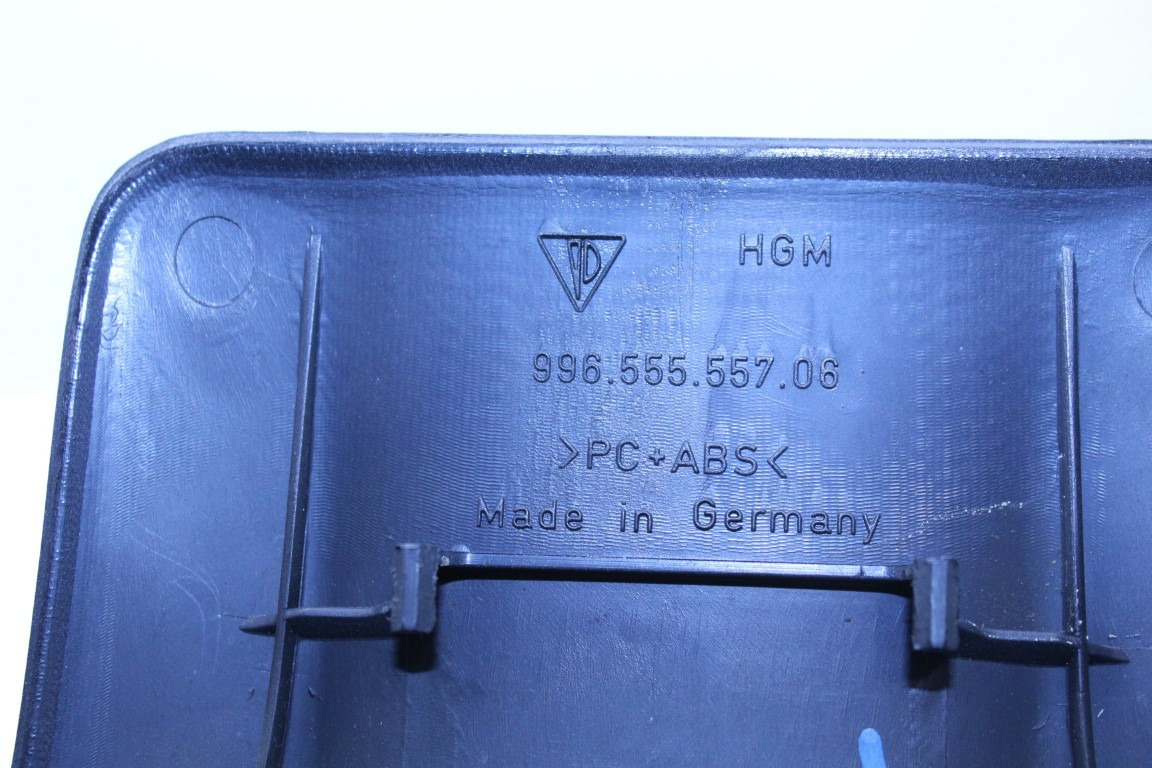 HGM
996.555.557.06
>PC+ABS<
Made in Germany